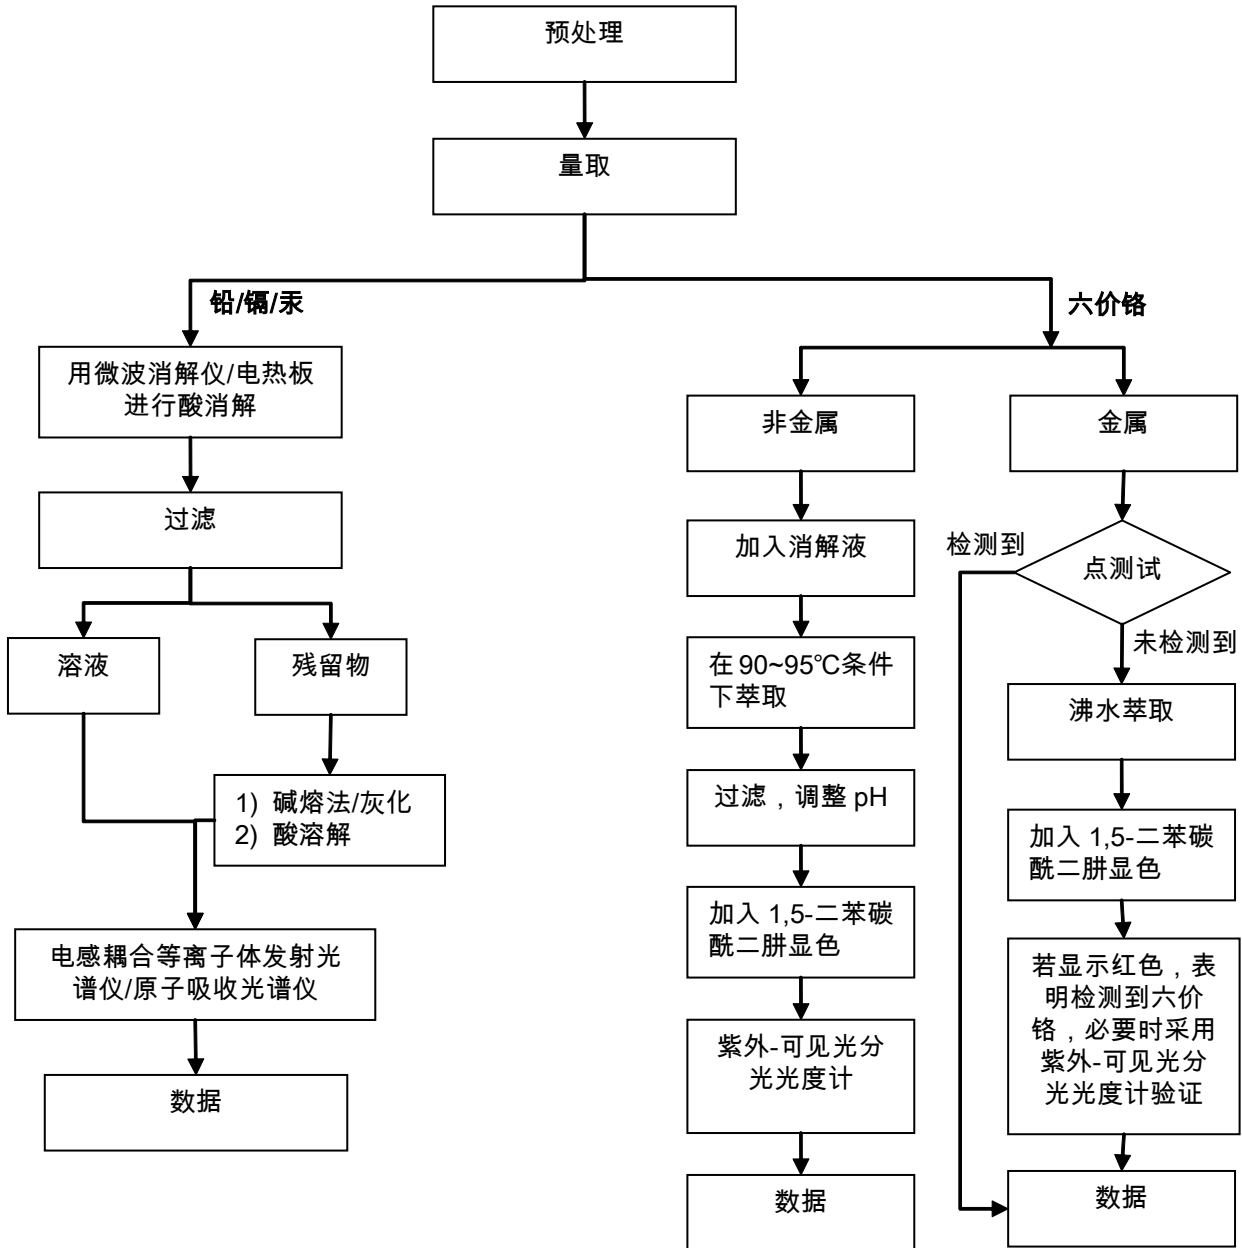 预处理
量取
铅/镉/汞
用微波消解仪/电热板
进行酸消解
过滤
溶液
残留物
1) 碱熔法/灰化
2) 酸溶解
电感耦合等离子体发射光
谱仪/原子吸收光谱仪
数据
六价铬
非金属
加入消解液
在 90~95℃条件
下萃取
过滤，调整 pH
加入 1,5-二苯碳
酰二肼显色
紫外-可见光分
光光度计
数据
金属
点测试
检测到
未检测到
沸水萃取
加入 1,5-二苯碳
酰二肼显色
若显示红色，表
明检测到六价
铬，必要时采用
紫外-可见光分
光光度计验证
数据